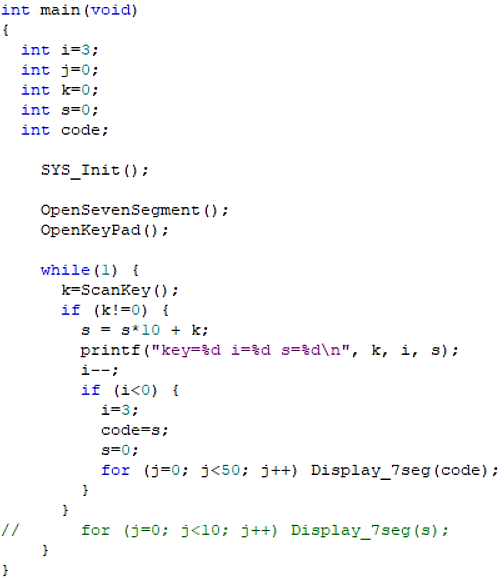 int main(void)
{
  int i=3;
  int j=0;
  int k=0;
  int s=0;
  int code;

    SYS_Init();

    OpenSevenSegment();
    OpenKeyPad();

    while(1) {
      k=ScanKey();
      if (k!=0) {
        s = s*10 + k;
        printf("key=%d i=%d s=%d\n", k, i, s);
        i--;
        if (i<0) {
          i=3;
          code=s;
          s=0;
          for (j=0; j<50; j++) Display_7seg(code);
        }
      }
//      for (j=0; j<10; j++) Display_7seg(s);
    }
}